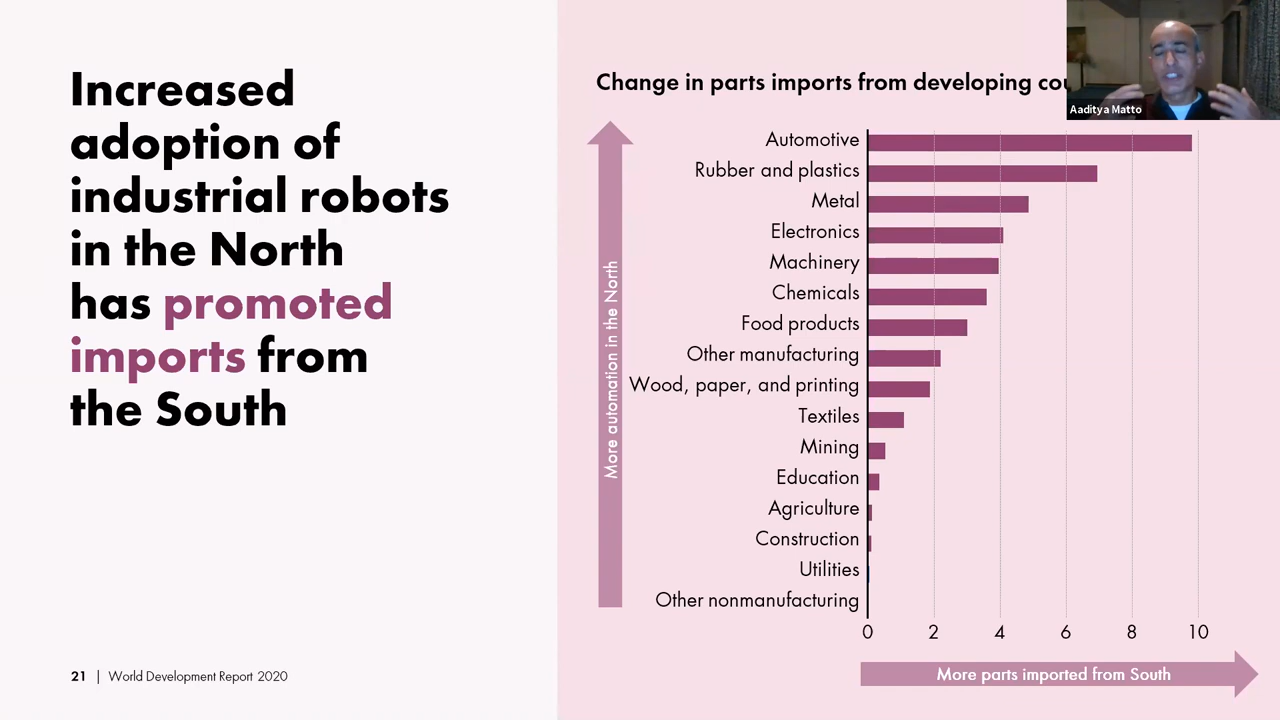 Increased
adoption of
industrial robots
in the North
has promoted
imports from
the South
21 | World Development Report 2020
Change in parts imports from developing
Aaditya Matto
More automation in the North
Automotive
Rubber and plastics
Metal
Electronics
Machinery
Chemicals
Food products
Other manufacturing
Wood, paper, and printing
Textiles
Mining
Education
Agriculture
Construction
Utilities
Other nonmanufacturing
0 2 4 6 8 10
More parts imported from South